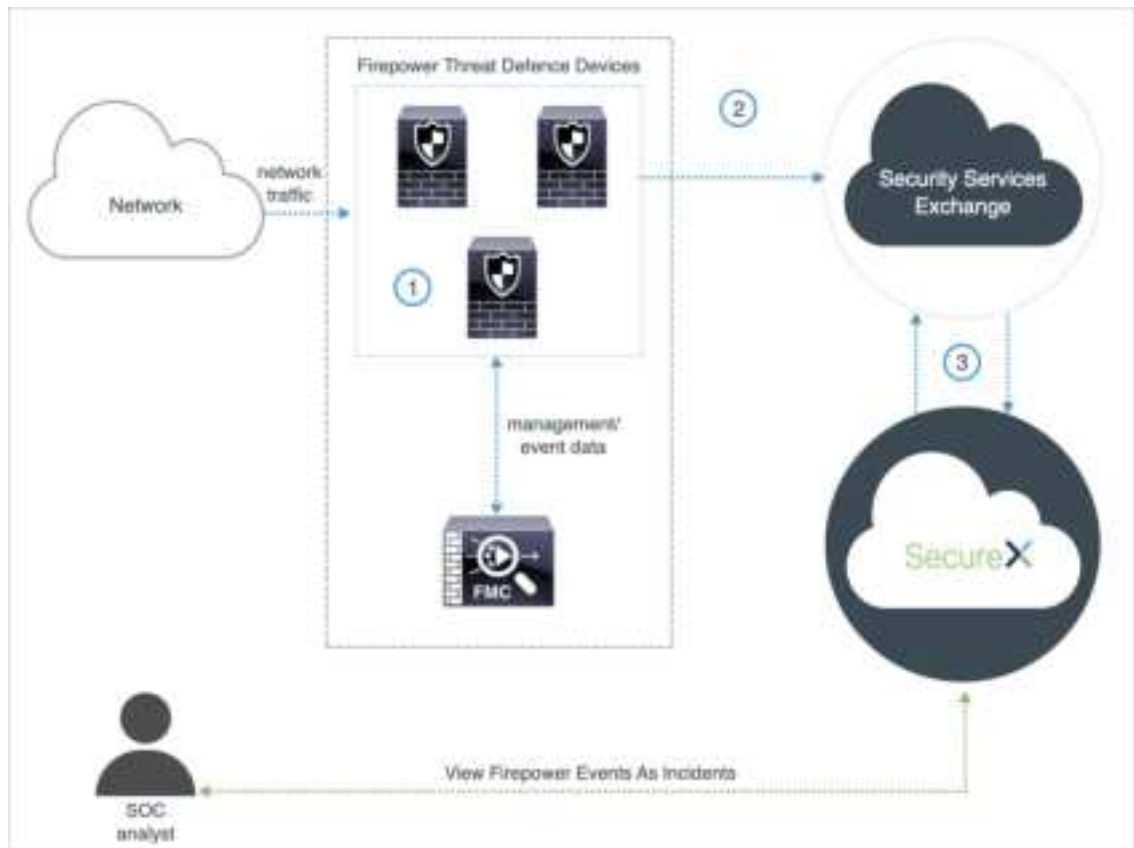 Firepower Threat Defence Devices
2
network
traffic
Network
Security Services
Exchange
1
3
management/
event data
FMC
SecureX
View Firepower Events As Incidents
SOC
analyst